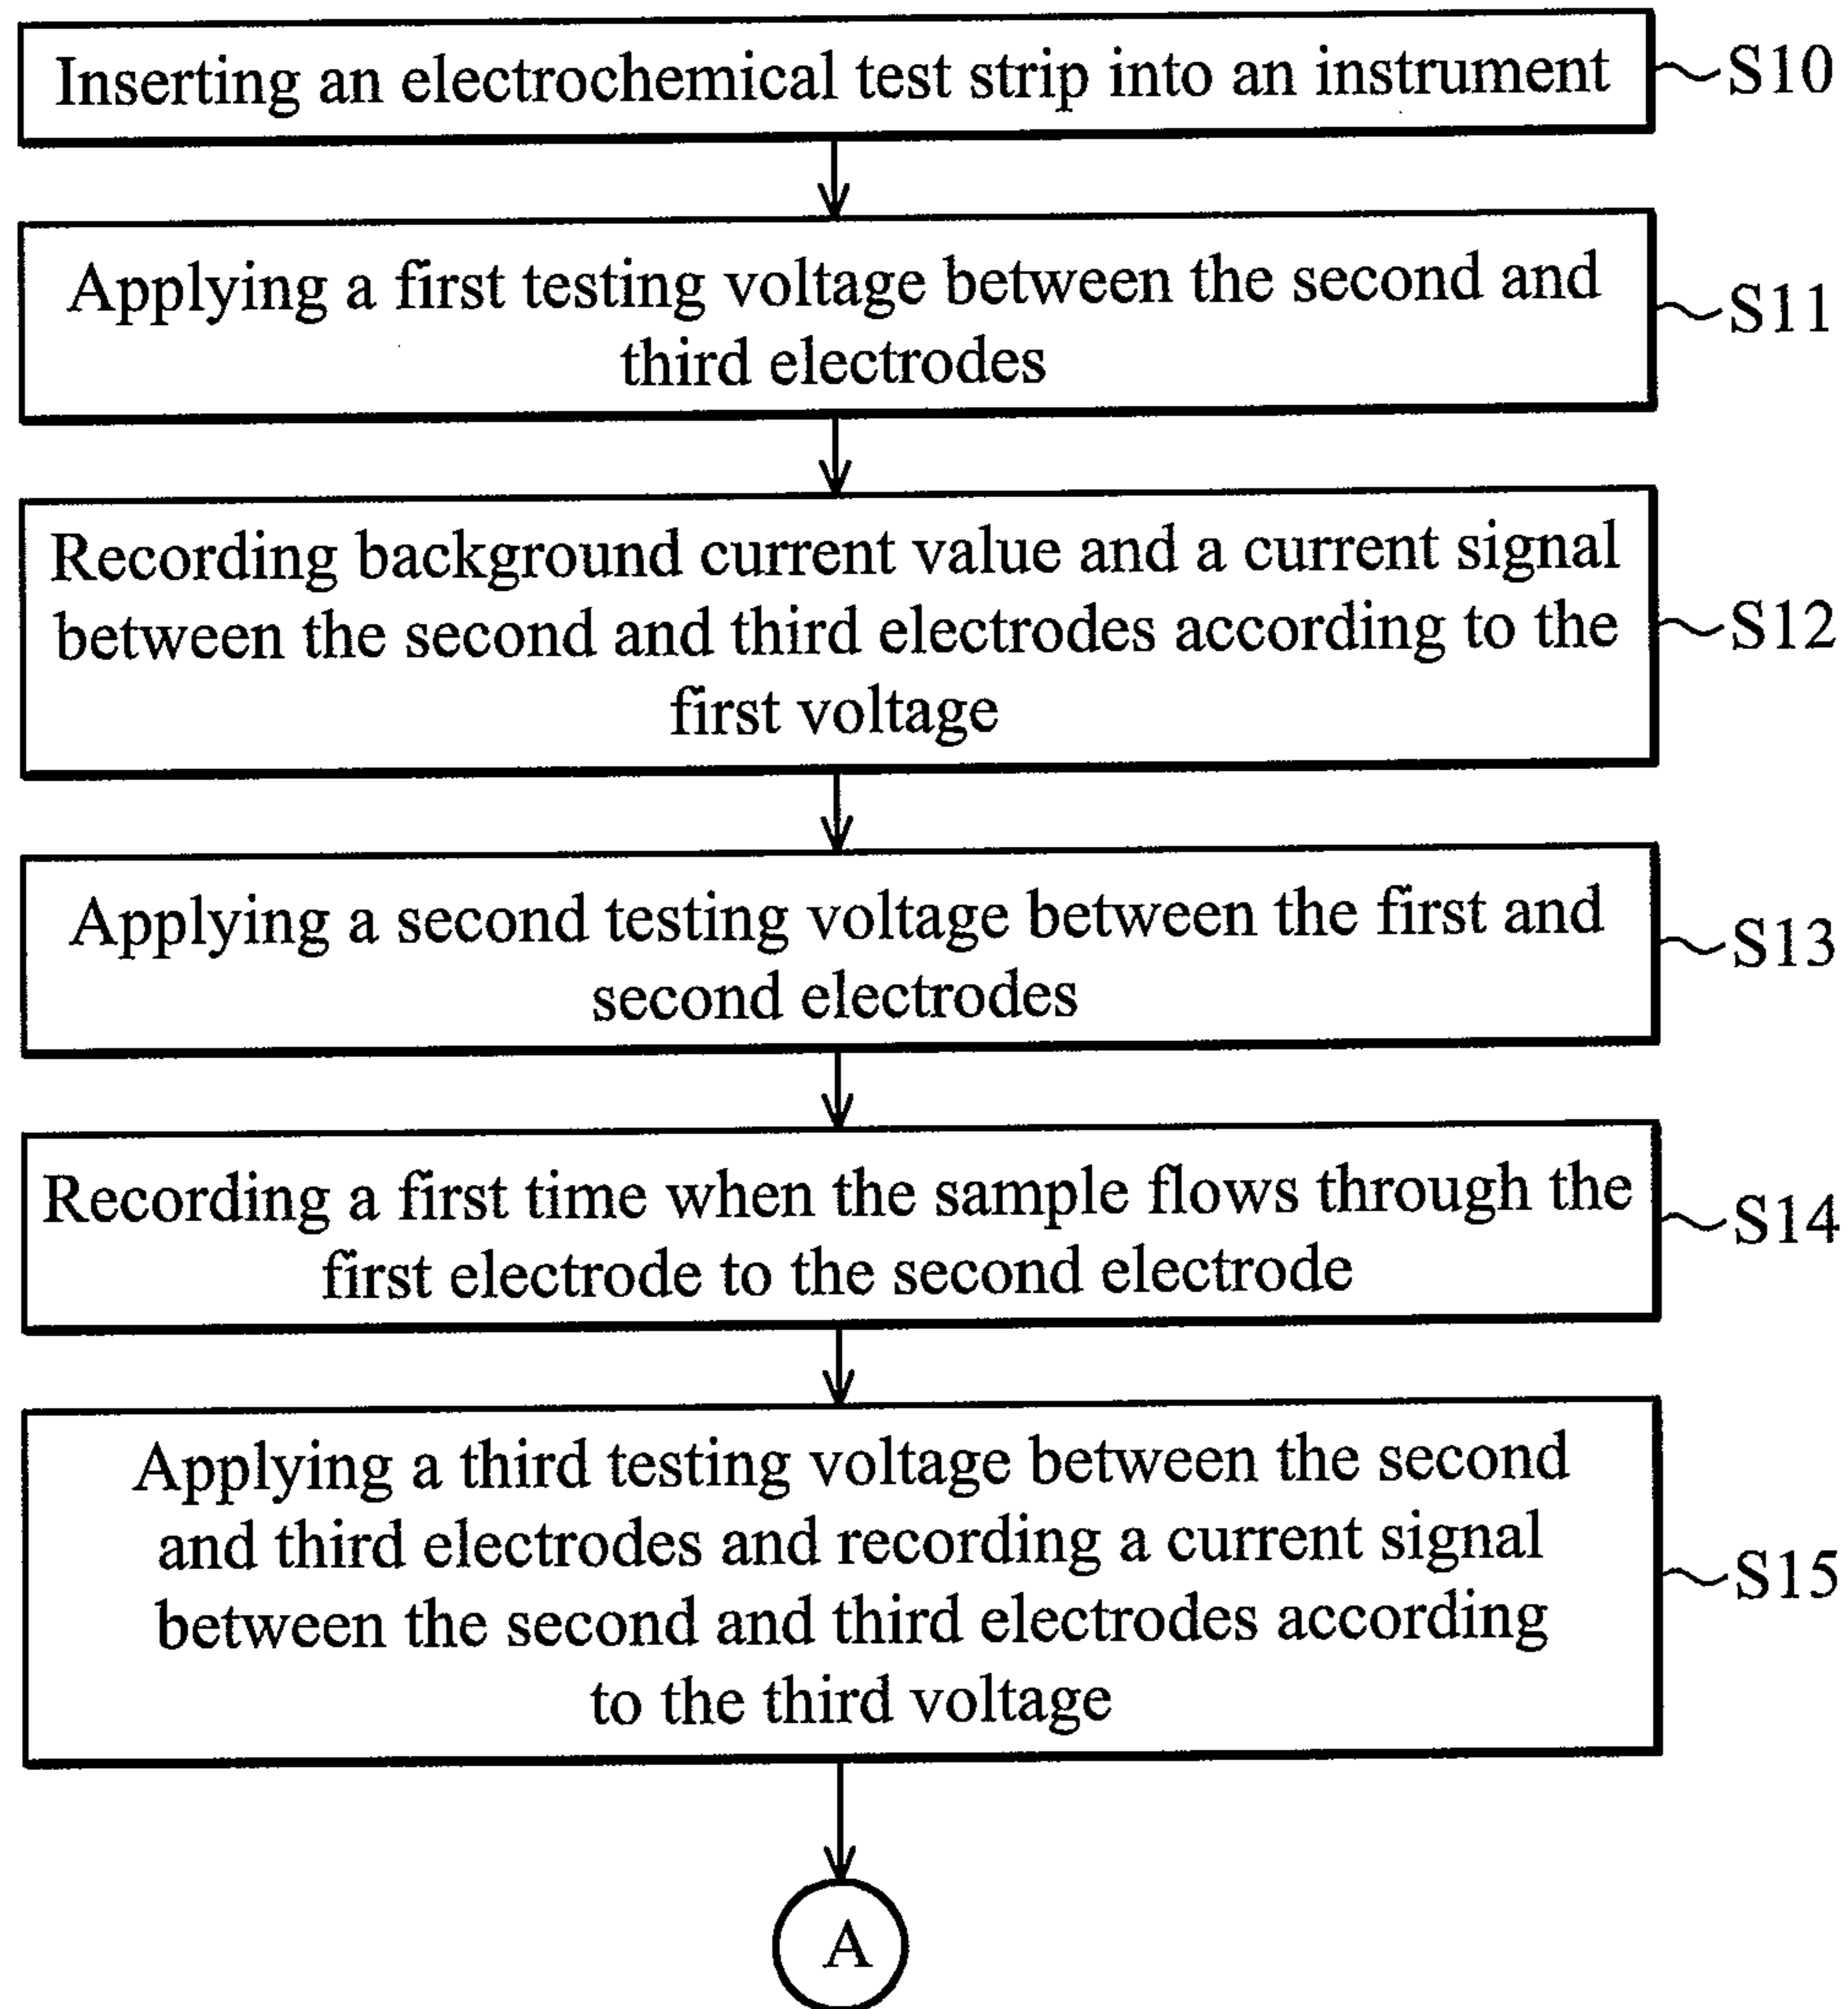 Inserting an electrochemical test strip into an instrument
S10
Applying a first testing voltage between the second and
third electrodes
S11
Recording background current value and a current signal
between the second and third electrodes according to the
first voltage
S12
Applying a second testing voltage between the first and
second electrodes
S13
Recording a first time when the sample flows through the
first electrode to the second electrode
S14
Applying a third testing voltage between the second
and third electrodes and recording a current signal
between the second and third electrodes according
to the third voltage
S15
A